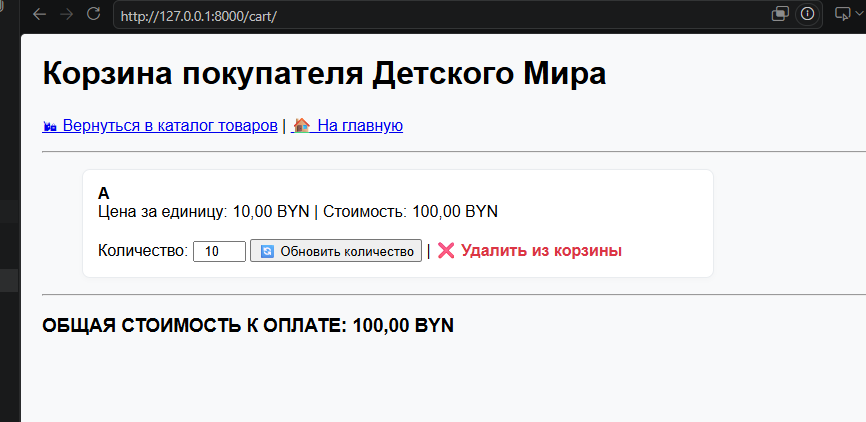 http://127.0.0.1:8000/cart/
Корзина покупателя Детского Мира
Вернуться в каталог товаров | На главную
А
Цена за единицу: 10,00 BYN | Стоимость: 100,00 BYN
Количество: 10 Обновить количество | ❌ Удалить из корзины
ОБЩАЯ СТОИМОСТЬ К ОПЛАТЕ: 100,00 BYN